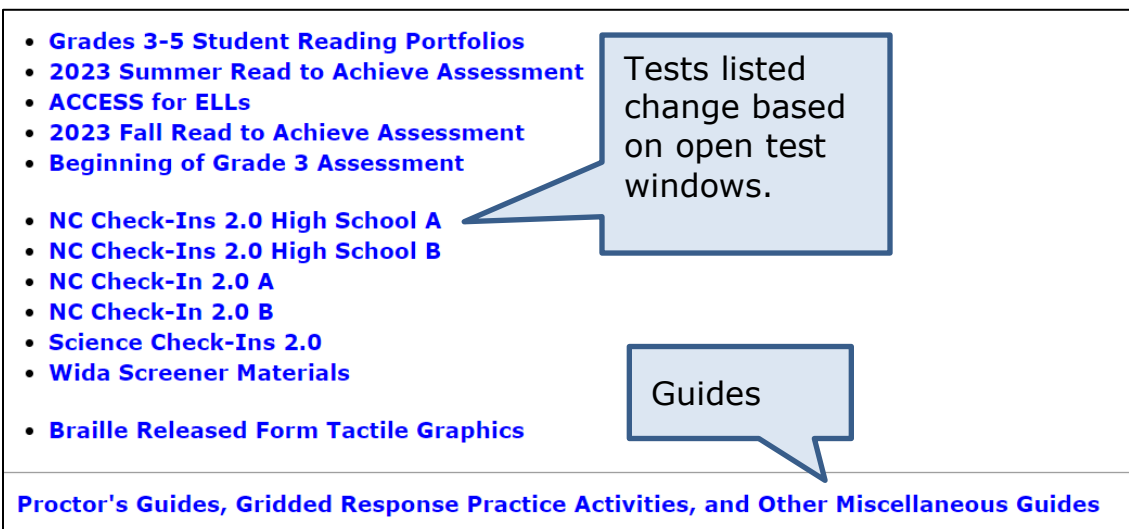 Grades 3-5 Student Reading Portfolios
2023 Summer Read to Achieve Assessment
ACCESS for ELLs
2023 Fall Read to Achieve Assessment
Beginning of Grade 3 Assessment
NC Check-Ins 2.0 High School A
NC Check-Ins 2.0 High School B
NC Check-In 2.0 A
NC Check-In 2.0 B
Science Check-Ins 2.0
Wida Screener Materials
Braille Released Form Tactile Graphics
Tests listed
change based
on open test
windows.
Guides
Proctor's Guides, Gridded Response Practice Activities, and Other Miscellaneous Guides